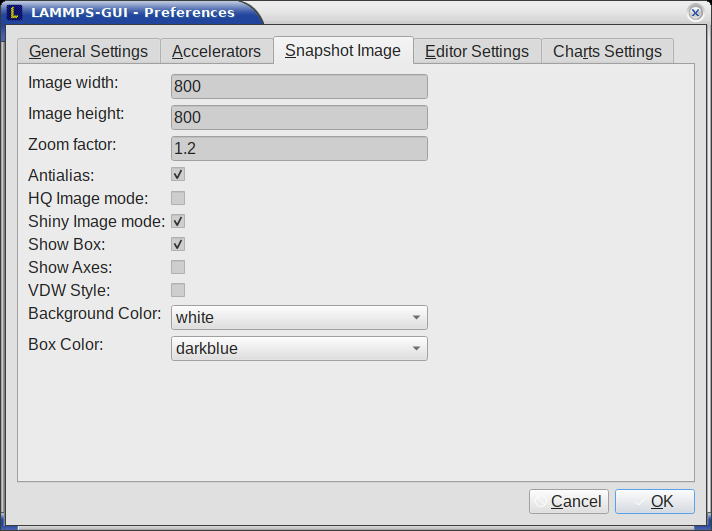 LAMMPS-GUI - Preferences
General Settings Accelerators Snapshot Image Editor Settings Charts Settings
Image width: 800
Image height: 800
Zoom factor: 1.2
Antialias:
HQ Image mode:
Shiny Image mode:
Show Box:
Show Axes:
VDW Style:
Background Color: white
Box Color: darkblue
Cancel OK